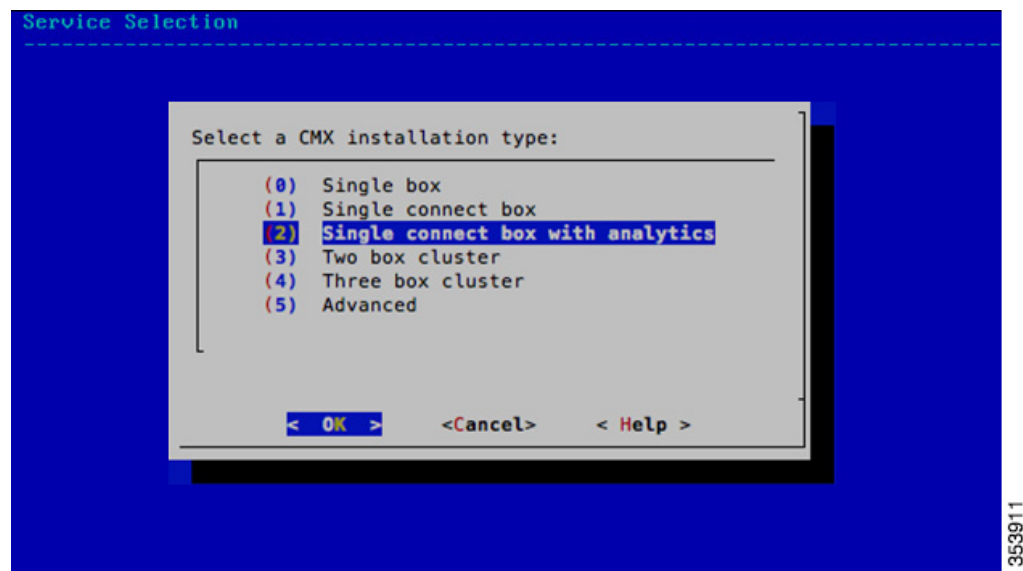 Service Selection
Select a CMX installation type:
(0) Single box
(1) Single connect box
(2) Single connect box with analytics
(3) Two box cluster
(4) Three box cluster
(5) Advanced
< OK > <Cancel> < Help >
353911